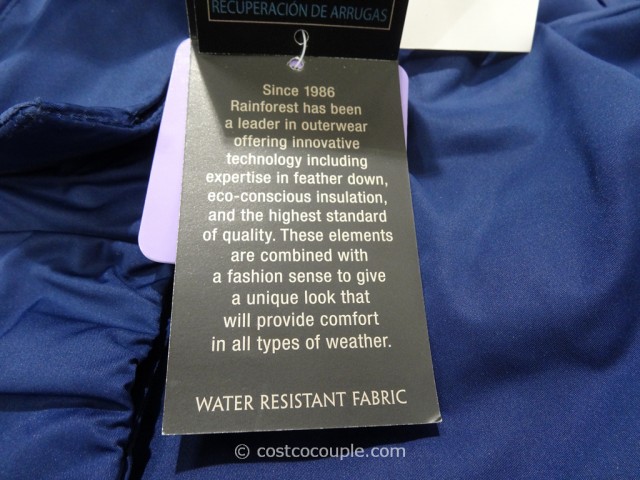 RECUPERACIÓN DE ARRUGAS
Since 1986
Rainforest has been
a leader in outerwear
offering innovative
technology including
expertise in feather down,
eco-conscious insulation,
and the highest standard
of quality. These elements
are combined with
a fashion sense to give
a unique look that
will provide comfort
in all types of weather.
WATER RESISTANT FABRIC
© costcocouple.com